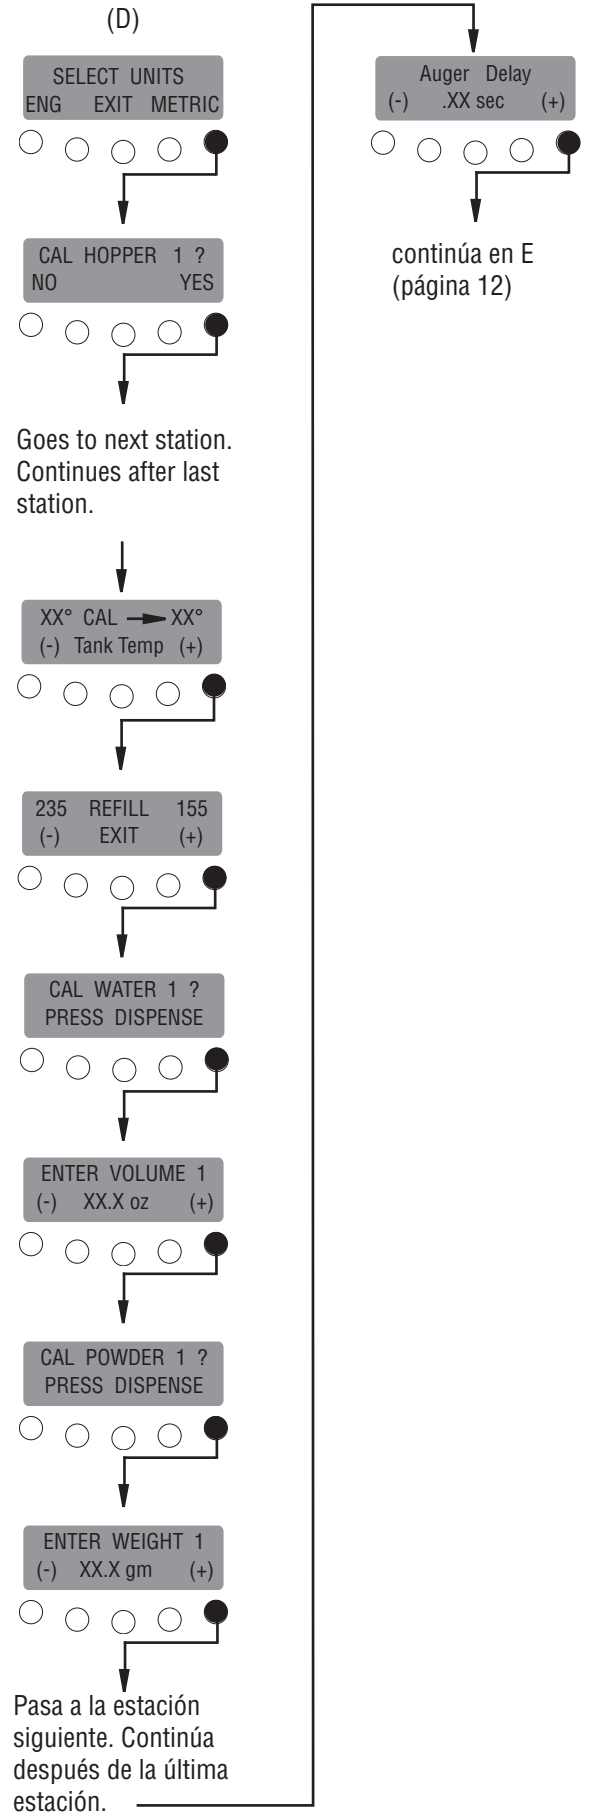 (D)
SELECT UNITS
ENG EXIT METRIC
CAL HOPPER 1 ?
NO YES
Goes to next station.
Continues after last
station.
XX° CAL → XX°
(-) Tank Temp (+)
235 REFILL 155
(-) EXIT (+)
CAL WATER 1 ?
PRESS DISPENSE
ENTER VOLUME 1
(-) XX.X oz (+)
CAL POWDER 1 ?
PRESS DISPENSE
ENTER WEIGHT 1
(-) XX.X gm (+)
Pasa a la estación
siguiente. Continúa
después de la última
estación.
Auger Delay
(-) .XX sec (+)
continúa en E
(página 12)